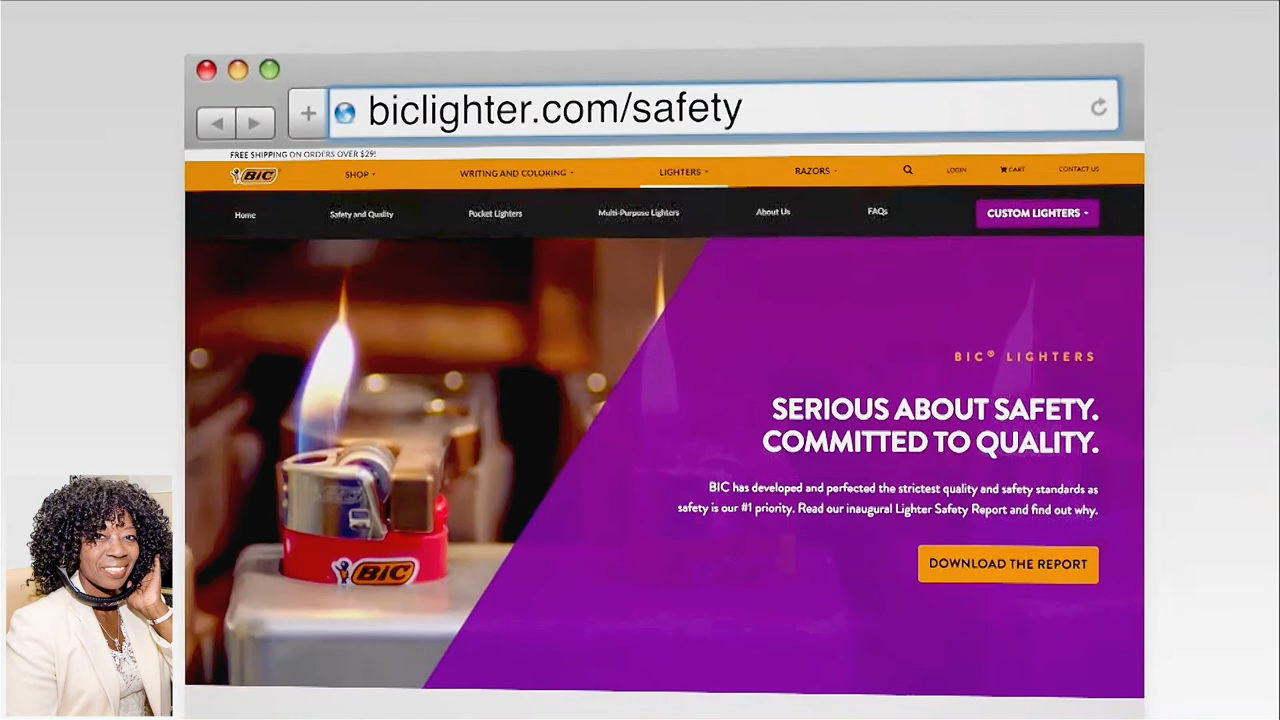 biclighter.com/safety
FREE SHIPPING ON ORDERS OVER $29!
BIC SHOP WRITING AND COLORING LIGHTERS RAZORS LOGIN CART CONTACT US
Home Safety and Quality Pocket Lighters Multi-Purpose Lighters About Us FAQs CUSTOM LIGHTERS
BIC® LIGHTERS
SERIOUS ABOUT SAFETY.
COMMITTED TO QUALITY.
BIC has developed and perfected the strictest quality and safety standards as
safety is our #1 priority. Read our inaugural Lighter Safety Report and find out why.
DOWNLOAD THE REPORT
BIC